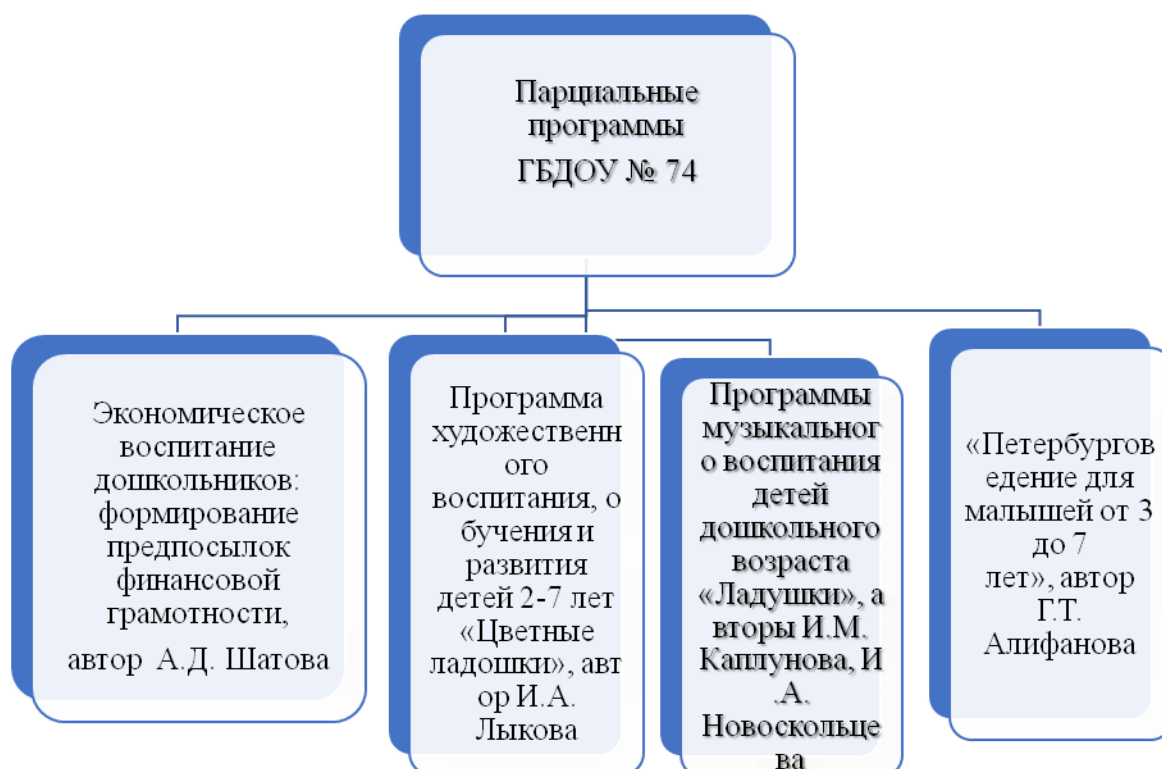 Парциальные
программы
ГБДОУ № 74
Экономическое
воспитание
дошкольников:
формирование
предпосылок
финансовой
грамотности,
автор А.Д. Шатова
Программа
художественн
ого
воспитания, о
бучения и
развития
детей 2-7 лет
«Цветные
ладошки», авт
ор И.А.
Лыкова
Программы
музыкальног
о воспитания
детей
дошкольного
возраста
«Ладушки», а
вторы И.М.
Каплунова, И
.А.
Новоскольце
ва
«Петербургов
едение для
малышей от 3
до 7
лет», автор
Г.Т.
Алифанова